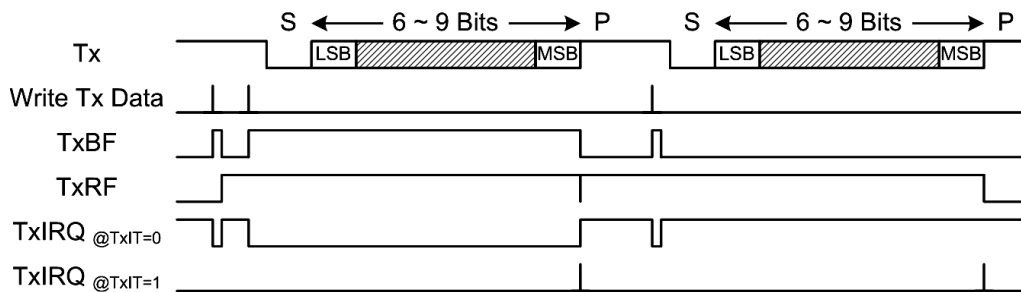 S 6 ~ 9 Bits P S 6 ~ 9 Bits P
Tx LSB MSB LSB MSB
Write Tx Data
TxBF
TxRF
TxIRQ @TxIT=0
TxIRQ @TxIT=1